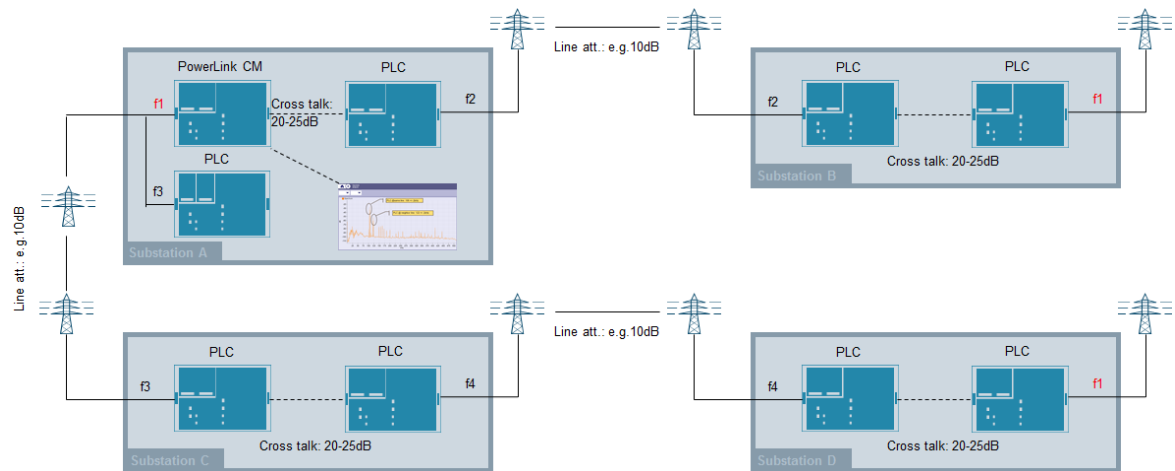 Line att.: e.g.10dB
PowerLink CM
PLC
f1
Cross talk:
20-25dB
f2
PLC
f3
Substation A
PLC
PLC
f2
f1
Cross talk: 20-25dB
Substation B
Line att.: e.g.10dB
Line att.: e.g.10dB
PLC
PLC
f3
f4
Cross talk: 20-25dB
Substation C
PLC
PLC
f4
f1
Cross talk: 20-25dB
Substation D